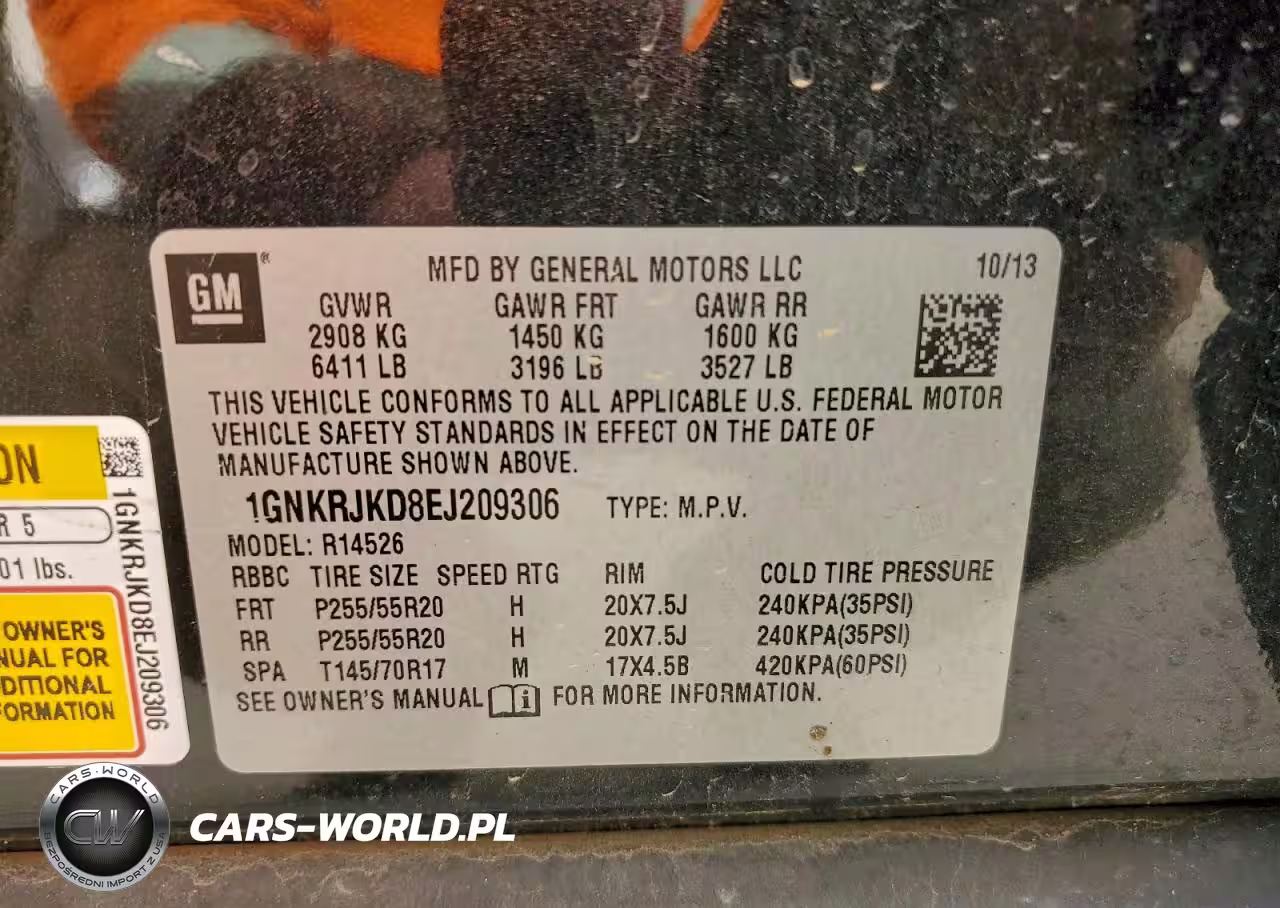 GM ®
MFD BY GENERAL MOTORS LLC 10/13
GVWR GAWR FRT GAWR RR
2908 KG 1450 KG 1600 KG
6411 LB 3196 LB 3527 LB
THIS VEHICLE CONFORMS TO ALL APPLICABLE U.S. FEDERAL MOTOR
VEHICLE SAFETY STANDARDS IN EFFECT ON THE DATE OF
MANUFACTURE SHOWN ABOVE.
1GNKRJKD8EJ209306 TYPE: M.P.V.
MODEL: R14526
RBBC TIRE SIZE SPEED RTG RIM COLD TIRE PRESSURE
FRT P255/55R20 H 20X7.5J 240KPA(35PSI)
RR P255/55R20 H 20X7.5J 240KPA(35PSI)
SPA T145/70R17 M 17X4.5B 420KPA(60PSI)
SEE OWNER'S MANUAL i FOR MORE INFORMATION.
ON
R 5
01 lbs.
OWNER'S
NUAL FOR
DDITIONAL
FORMATION
1GNKRJKD8EJ209306
CARS-WORLD
CW
BEZPOŚREDNI IMPORT Z USA
CARS-WORLD.PL